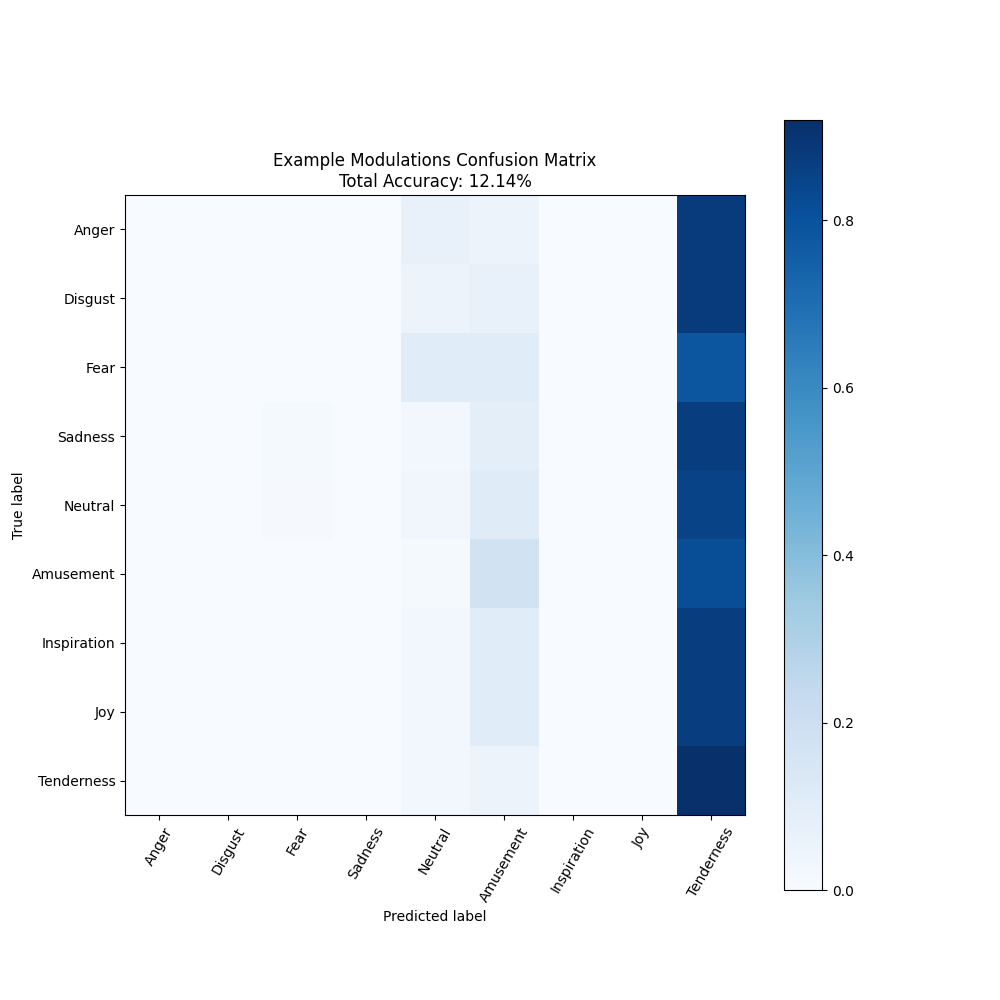 Example Modulations Confusion Matrix
Total Accuracy: 12.14%
True label
Anger
Disgust
Fear
Sadness
Neutral
Amusement
Inspiration
Joy
Tenderness
Anger
Disgust
Fear
Sadness
Neutral
Amusement
Inspiration
Joy
Tenderness
Predicted label
0.8
0.6
0.4
0.2
0.0